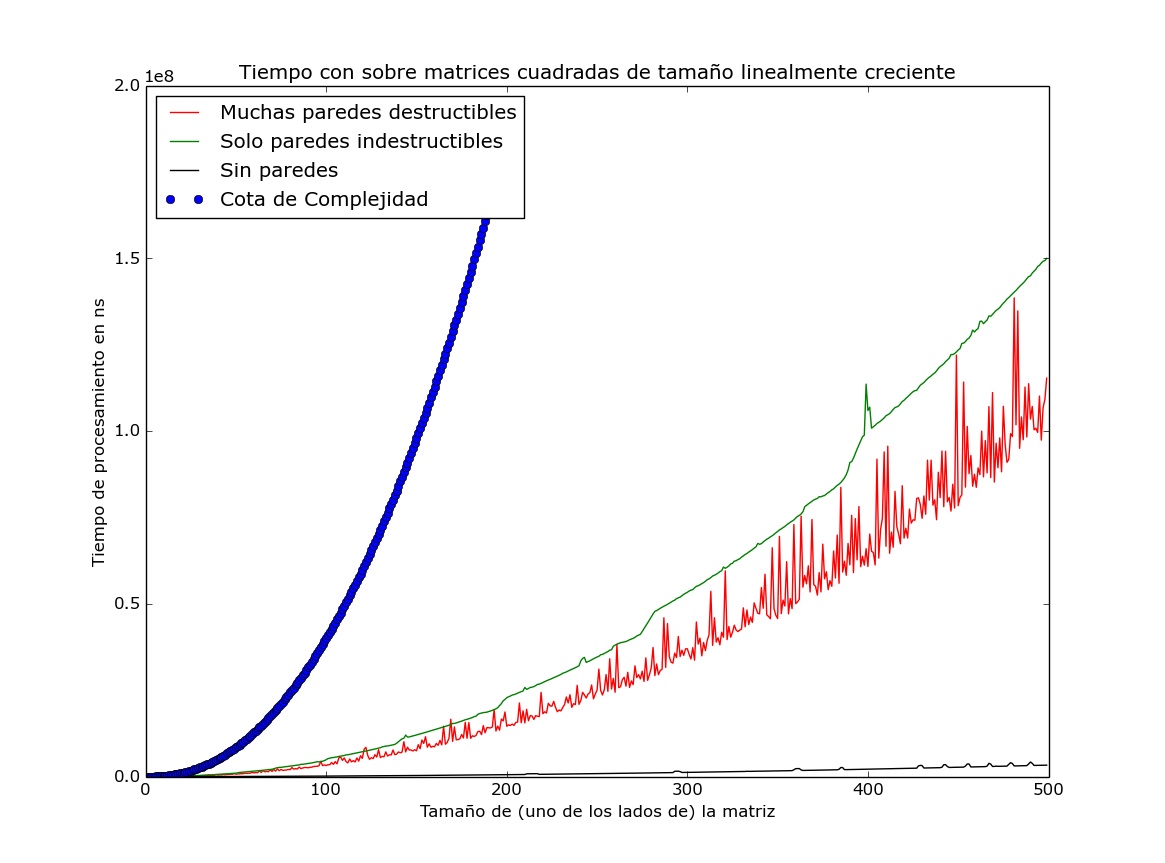 Tiempo con sobre matrices cuadradas de tamaño linealmente creciente
1e8
2.0
1.5
1.0
0.5
0.0
Muchas paredes destructibles
Solo paredes indestructibles
Sin paredes
Cota de Complejidad
Tiempo de procesamiento en ns
0 100 200 300 400 500
Tamaño de (uno de los lados de) la matriz